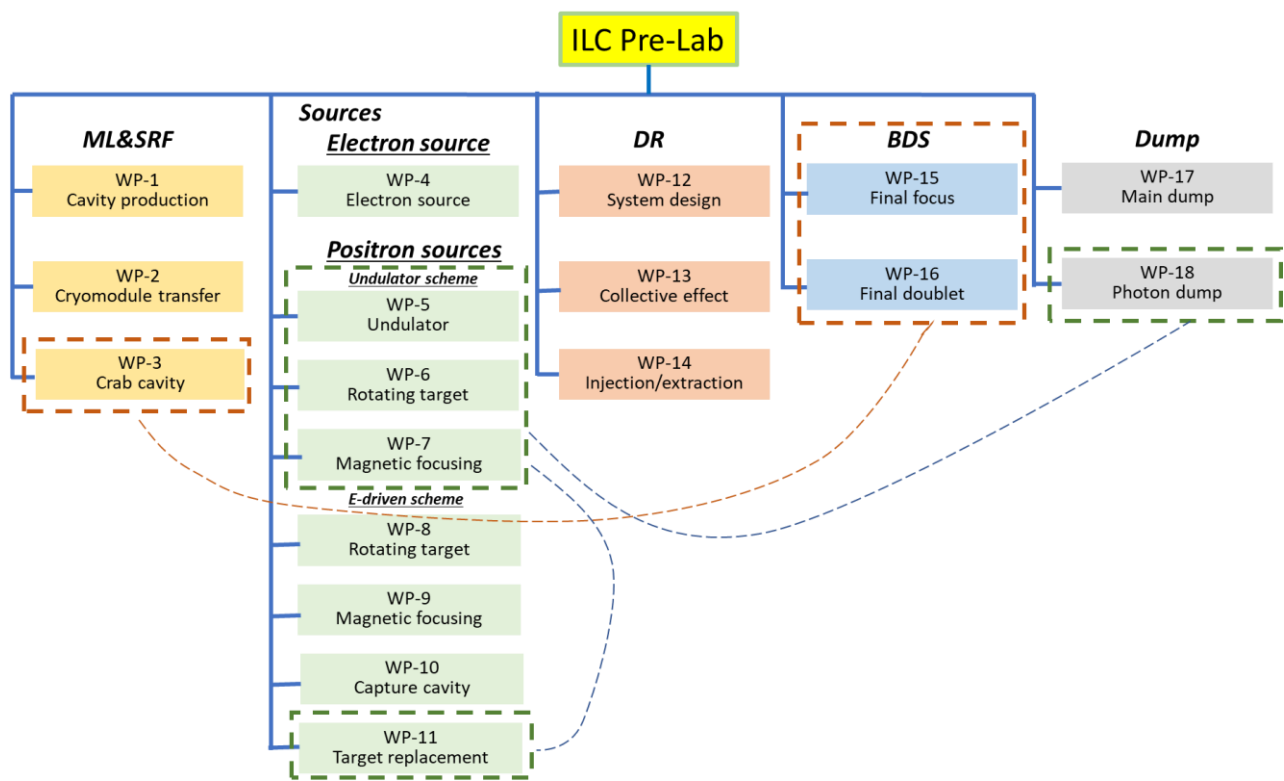 ILC Pre-Lab
ML&SRF
WP-1
Cavity production
WP-2
Cryomodule transfer
WP-3
Crab cavity
Sources
Electron source
WP-4
Electron source
Positron sources
Undulator scheme
WP-5
Undulator
WP-6
Rotating target
WP-7
Magnetic focusing
E-driven scheme
WP-8
Rotating target
WP-9
Magnetic focusing
WP-10
Capture cavity
WP-11
Target replacement
DR
WP-12
System design
WP-13
Collective effect
WP-14
Injection/extraction
BDS
WP-15
Final focus
WP-16
Final doublet
Dump
WP-17
Main dump
WP-18
Photon dump